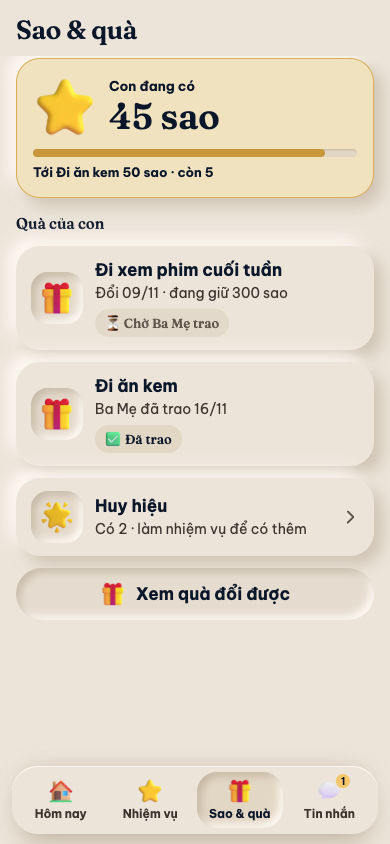 Sao & quà
Con đang có
45 sao
Tới Đi ăn kem 50 sao · còn 5
Quà của con
Đi xem phim cuối tuần
Đổi 09/11 · đang giữ 300 sao
Chờ Ba Mẹ trao
Đi ăn kem
Ba Mẹ đã trao 16/11
Đã trao
Huy hiệu
Có 2 · làm nhiệm vụ để có thêm
Xem quà đổi được
1
Hôm nay
Nhiệm vụ
Sao & quà
Tin nhắn